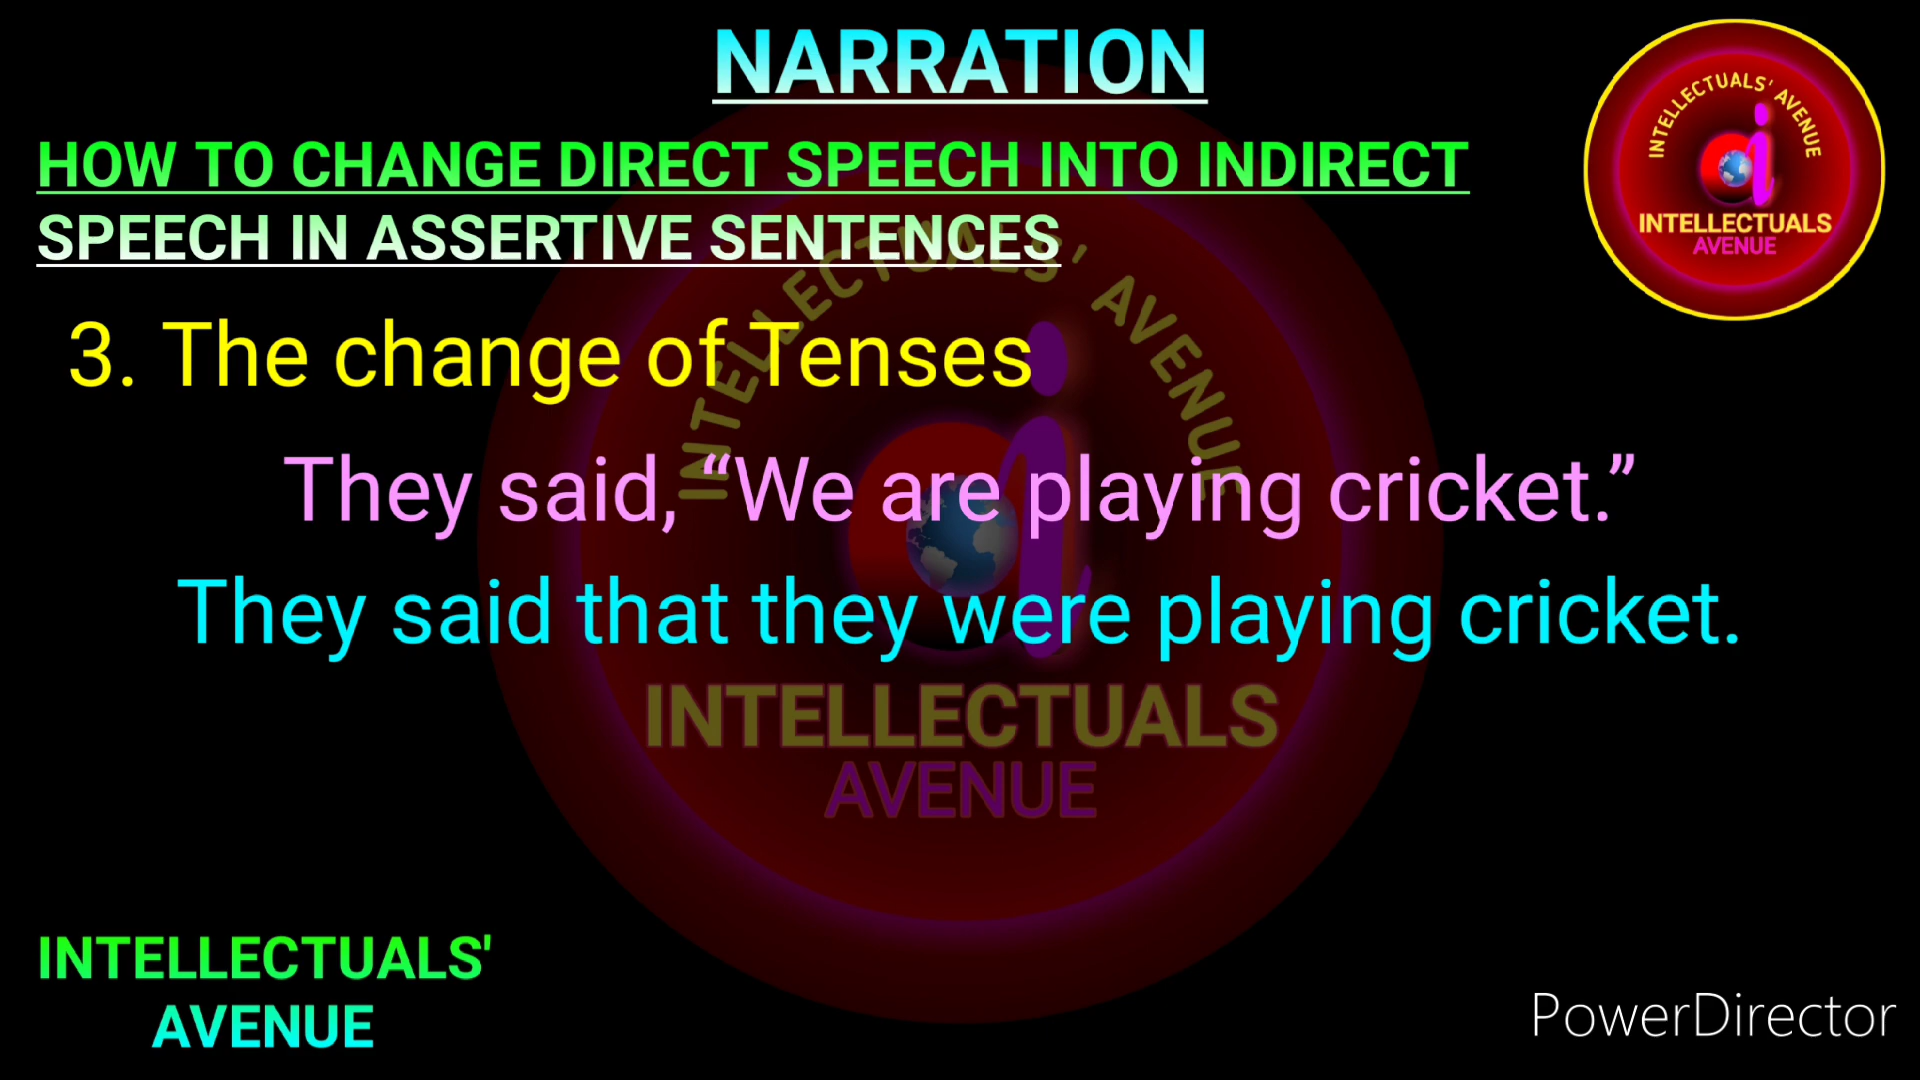 NARRATION
HOW TO CHANGE DIRECT SPEECH INTO INDIRECT
SPEECH IN ASSERTIVE SENTENCES
INTELLECTUALS' AVENUE
i
INTELLECTUALS
AVENUE
3. The change of Tenses
They said, “We are playing cricket.”
They said that they were playing cricket.
INTELLECTUALS' AVENUE
i
INTELLECTUALS
AVENUE
INTELLECTUALS'
AVENUE
PowerDirector